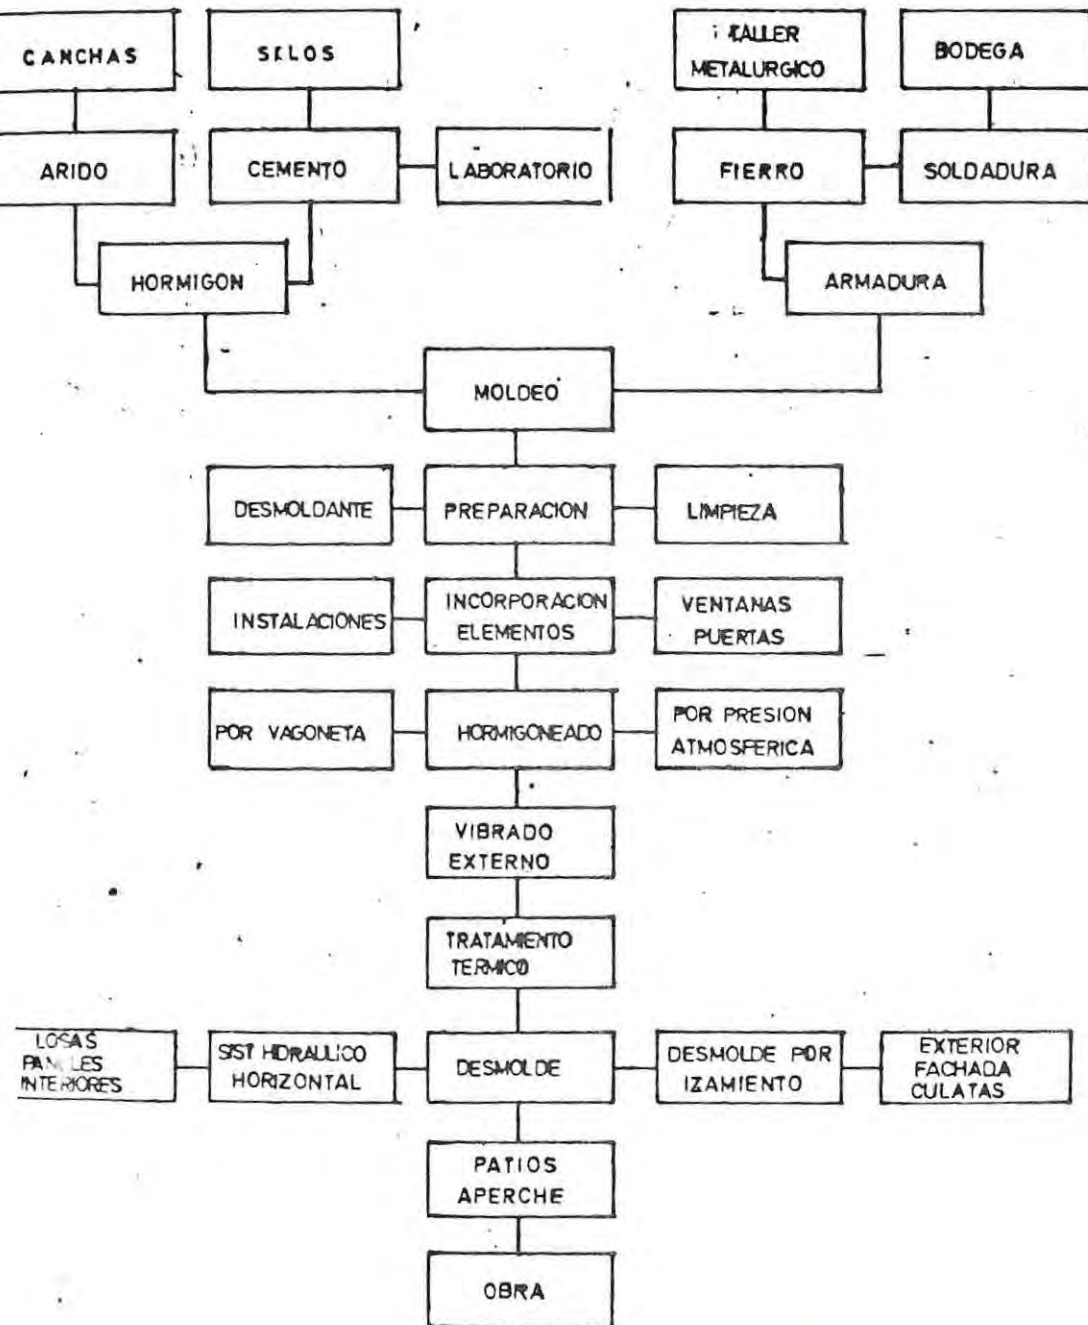 CANCHAS
SILOS
TALLER
METALURGICO
BODEGA
ARIDO
CEMENTO
LABORATORIO
FIERRO
SOLDADURA
HORMIGON
ARMADURA
MOLDEO
DESMOLDANTE
PREPARACION
LIMPIEZA
INSTALACIONES
INCORPORACION
ELEMENTOS
VENTANAS
PUERTAS
POR VAGONETA
HORMIGONEADO
POR PRESION
ATMOSFERICA
VIBRADO
EXTERNO
TRATAMIENTO
TERMICO
LOSAS
PANELES
INTERIORES
SIST HIDRAULICO
HORIZONTAL
DESMOLDE
DESMOLDE POR
IZAMIENTO
EXTERIOR
FACHADA
CULATAS
PATIOS
APERCHE
OBRA